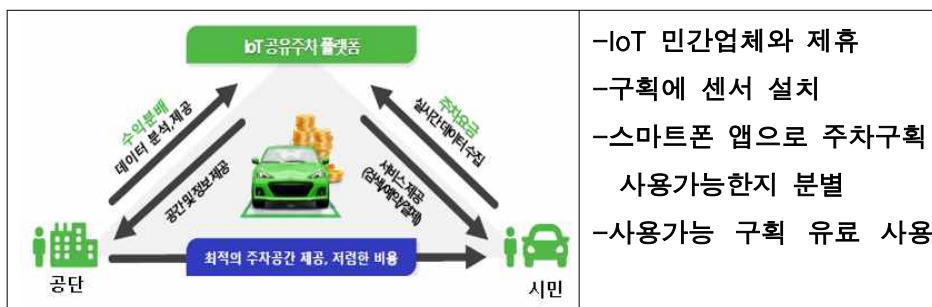 IoT 공유주차 플랫폼
수익분배
데이터 분석, 제공
공간 및 정보 제공
주차요금
실시간 데이터 수집
서비스 제공
(검색/예약/결제)
최적의 주차공간 제공, 저렴한 비용
공단
시민
-IoT 민간업체와 제휴
-구획에 센서 설치
-스마트폰 앱으로 주차구획
사용가능한지 분별
-사용가능 구획 유료 사용